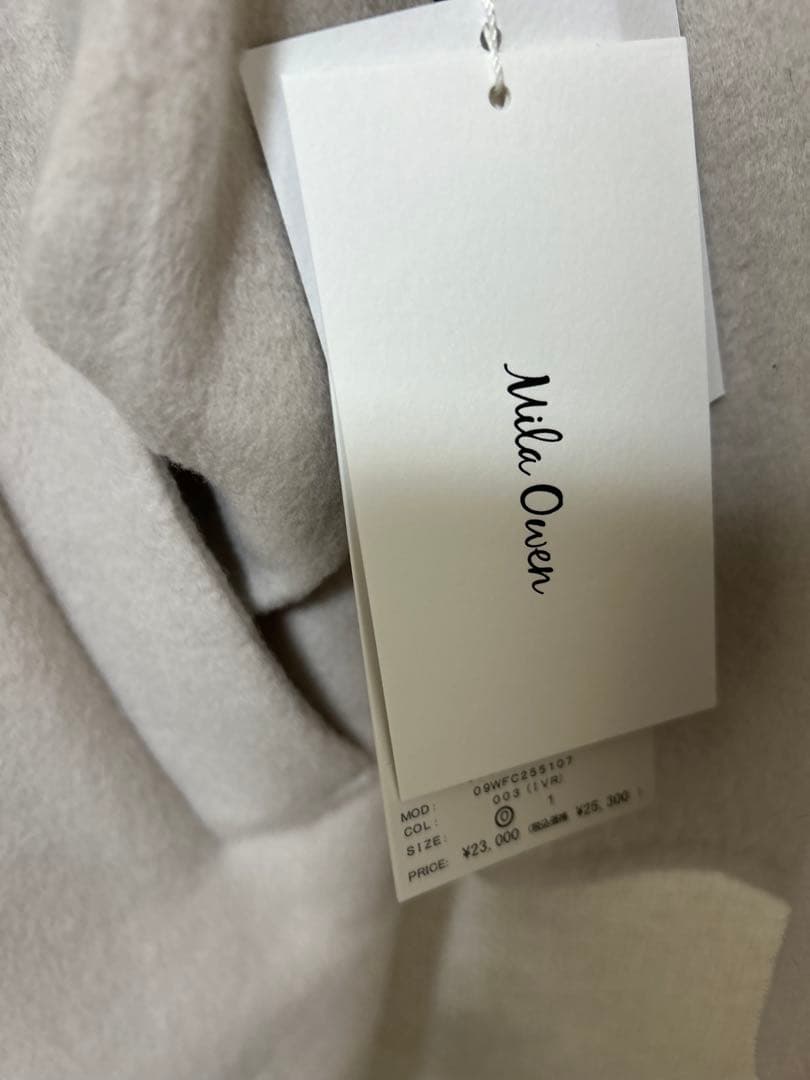 Mila Owen
MOD: 09WFC255107
COL: 003(IVR)
SIZE: 0 1
PRICE: ¥23,000 (税込価格 ¥25,300)